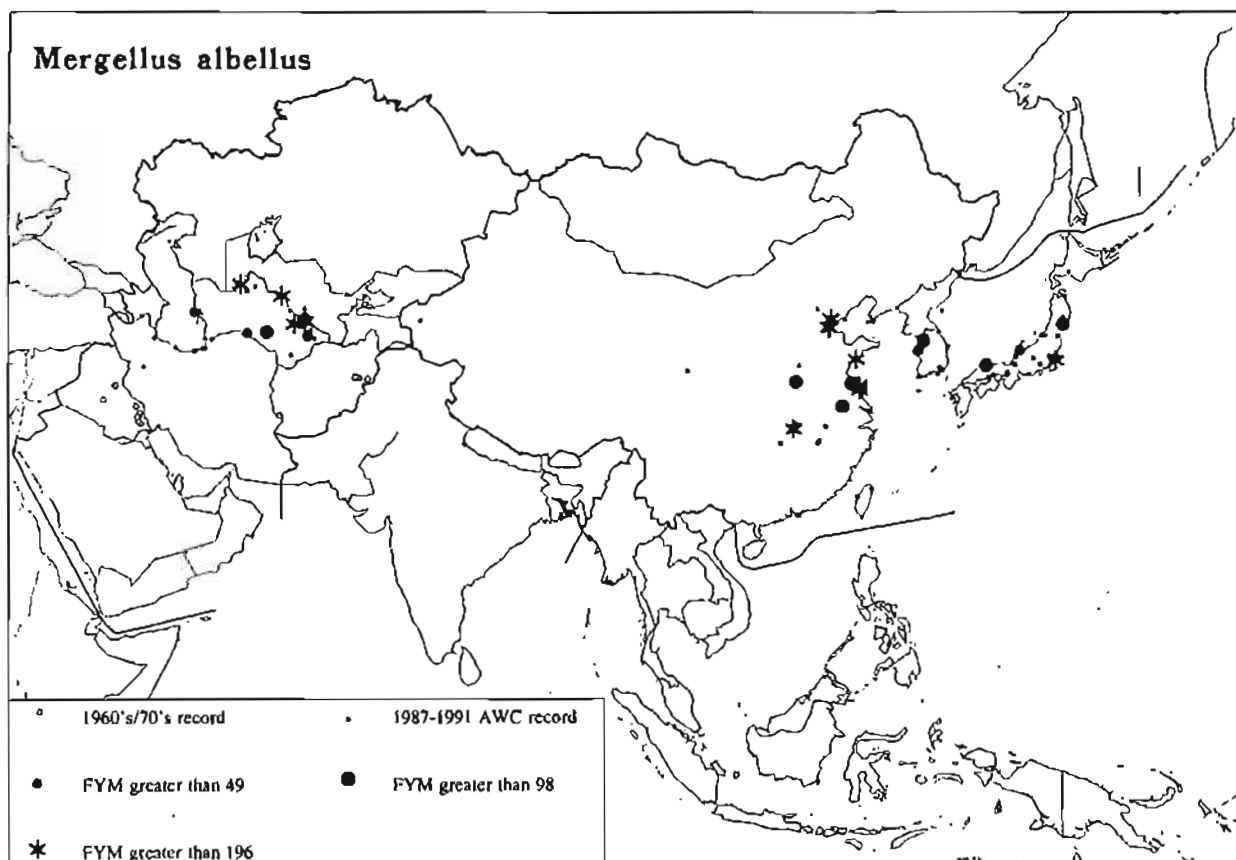 Mergellus albellus
1960's/70's record
1987-1991 AWC record
FYM greater than 49
FYM greater than 98
FYM greater than 196